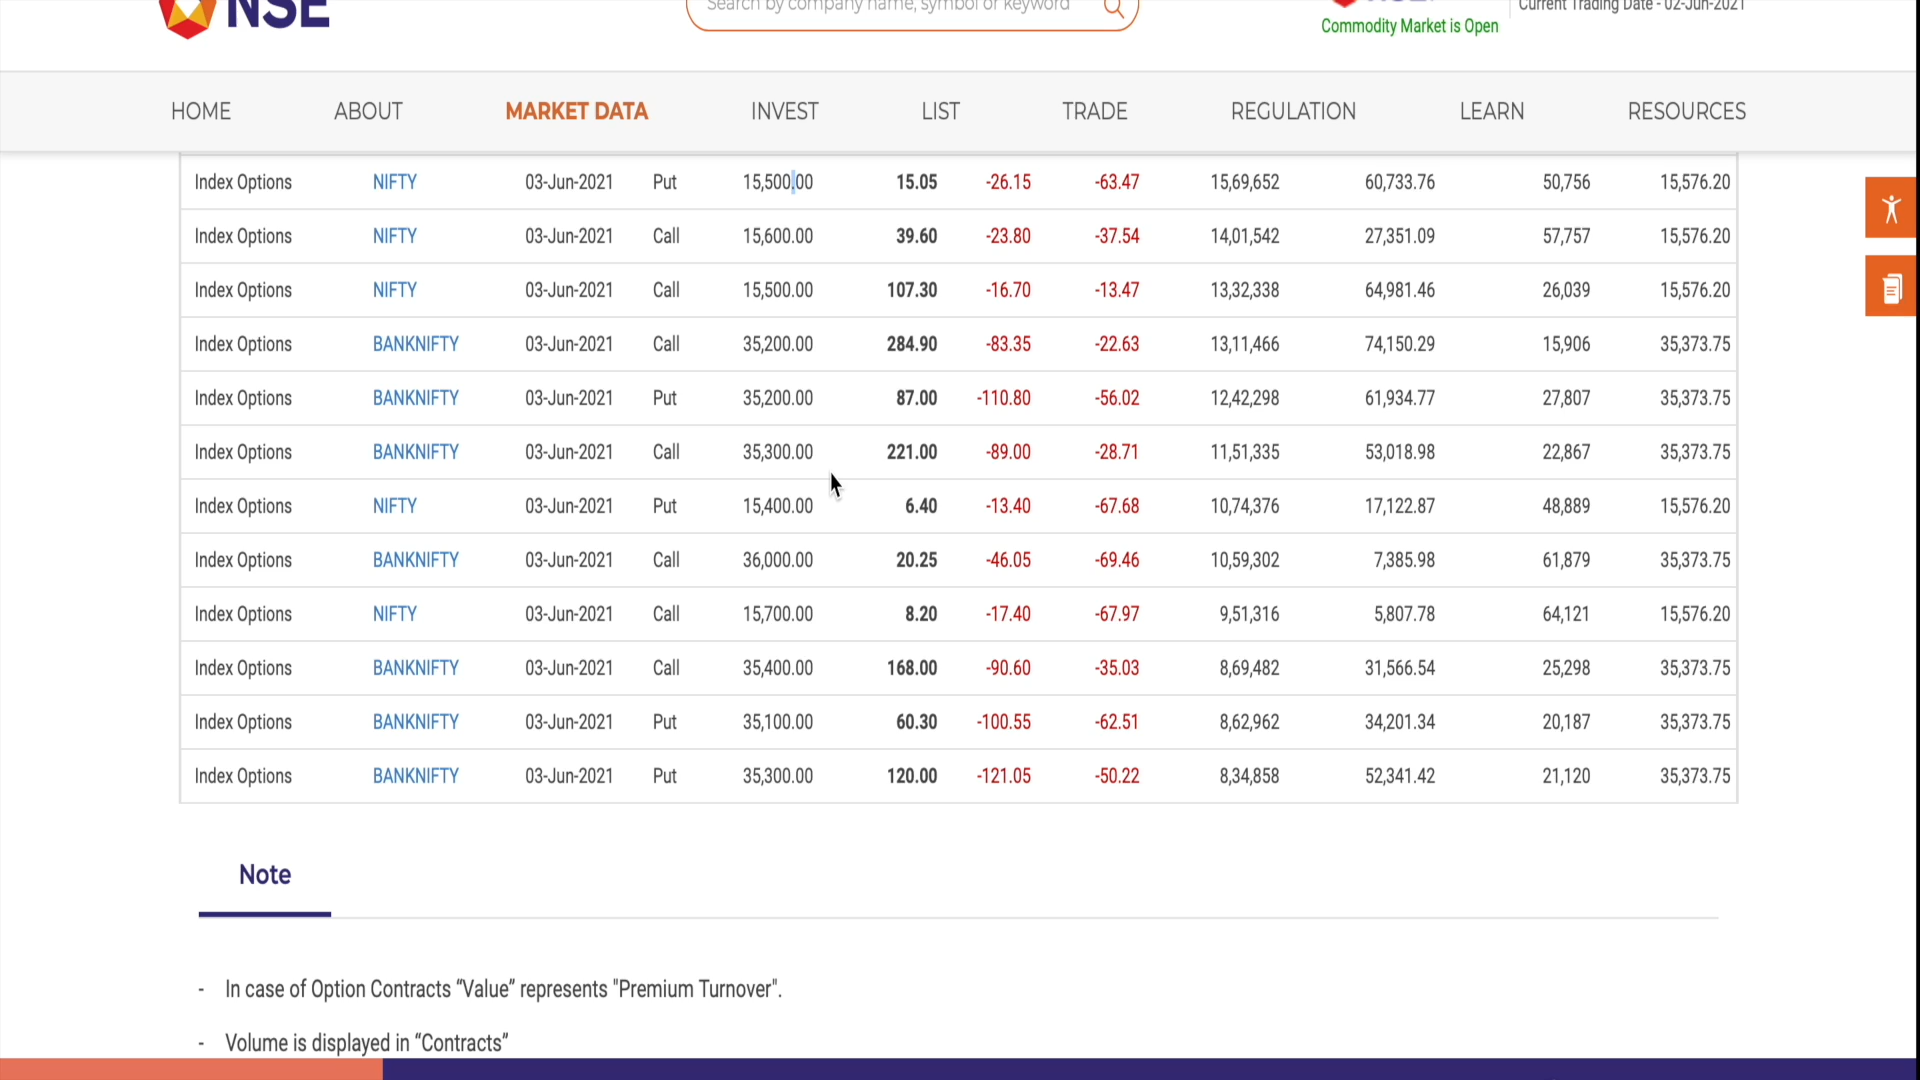 NSE
Search by company name, symbol or keyword
Current Trading Date - 02-Jun-2021
Commodity Market is Open
HOME ABOUT MARKET DATA INVEST LIST TRADE REGULATION LEARN RESOURCES
Index Options NIFTY 03-Jun-2021 Put 15,500.00 15.05 -26.15 -63.47 15,69,652 60,733.76 50,756 15,576.20
Index Options NIFTY 03-Jun-2021 Call 15,600.00 39.60 -23.80 -37.54 14,01,542 27,351.09 57,757 15,576.20
Index Options NIFTY 03-Jun-2021 Call 15,500.00 107.30 -16.70 -13.47 13,32,338 64,981.46 26,039 15,576.20
Index Options BANKNIFTY 03-Jun-2021 Call 35,200.00 284.90 -83.35 -22.63 13,11,466 74,150.29 15,906 35,373.75
Index Options BANKNIFTY 03-Jun-2021 Put 35,200.00 87.00 -110.80 -56.02 12,42,298 61,934.77 27,807 35,373.75
Index Options BANKNIFTY 03-Jun-2021 Call 35,300.00 221.00 -89.00 -28.71 11,51,335 53,018.98 22,867 35,373.75
Index Options NIFTY 03-Jun-2021 Put 15,400.00 6.40 -13.40 -67.68 10,74,376 17,122.87 48,889 15,576.20
Index Options BANKNIFTY 03-Jun-2021 Call 36,000.00 20.25 -46.05 -69.46 10,59,302 7,385.98 61,879 35,373.75
Index Options NIFTY 03-Jun-2021 Call 15,700.00 8.20 -17.40 -67.97 9,51,316 5,807.78 64,121 15,576.20
Index Options BANKNIFTY 03-Jun-2021 Call 35,400.00 168.00 -90.60 -35.03 8,69,482 31,566.54 25,298 35,373.75
Index Options BANKNIFTY 03-Jun-2021 Put 35,100.00 60.30 -100.55 -62.51 8,62,962 34,201.34 20,187 35,373.75
Index Options BANKNIFTY 03-Jun-2021 Put 35,300.00 120.00 -121.05 -50.22 8,34,858 52,341.42 21,120 35,373.75
Note
- In case of Option Contracts “Value” represents "Premium Turnover".
- Volume is displayed in “Contracts”